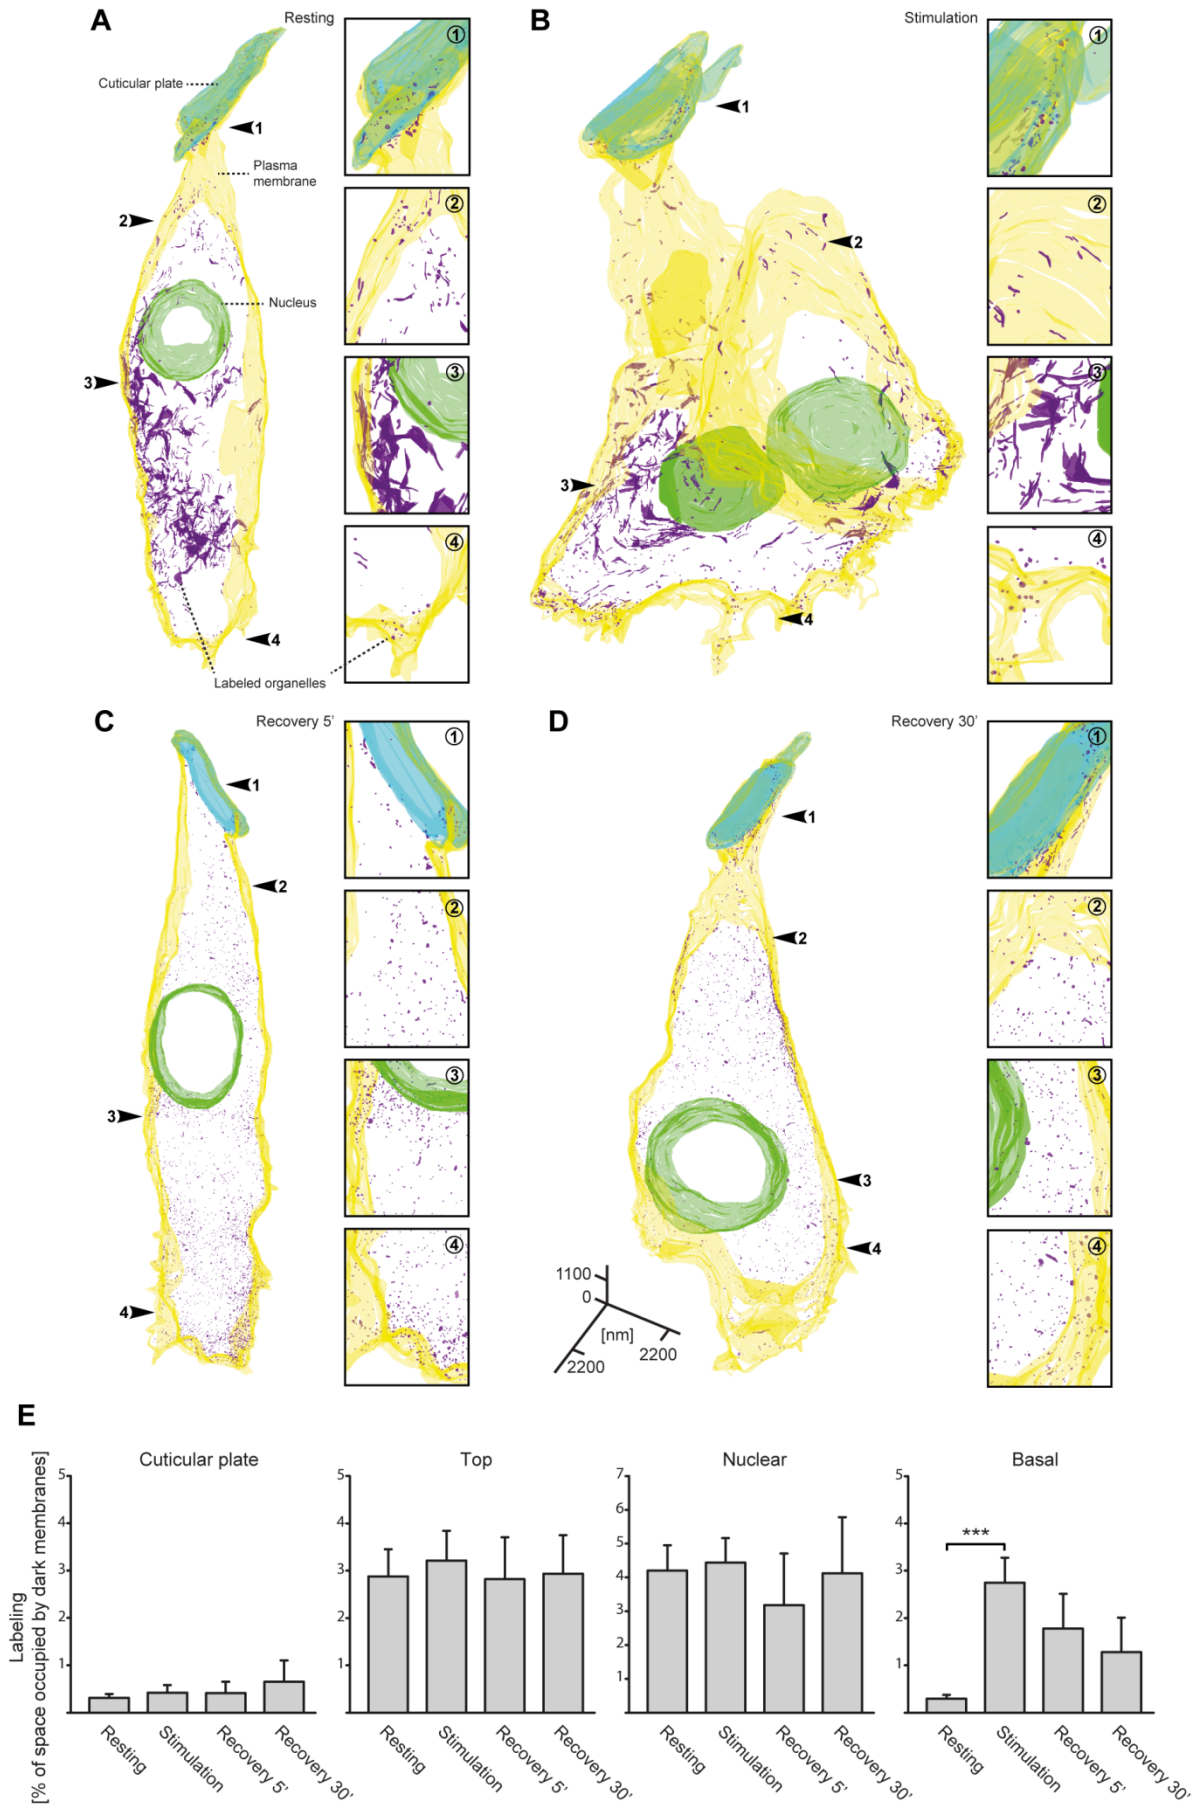 A
Resting
Cuticular plate
1
Plasma
membrane
2
Nucleus
3
4
Labeled organelles
①
②
③
④
B
Stimulation
1
2
3
4
①
②
③
④
C
Recovery 5'
1
2
3
4
①
②
③
④
D
Recovery 30'
1
2
3
4
①
②
③
④
1100
0
[nm]
2200
2200
E
Labeling
[% of space occupied by dark membranes]
Cuticular plate
5
4
3
2
1
Resting
Stimulation
Recovery 5'
Recovery 30'
Top
5
4
3
2
1
Resting
Stimulation
Recovery 5'
Recovery 30'
Nuclear
7
6
5
4
3
2
1
Resting
Stimulation
Recovery 5'
Recovery 30'
Basal
5
4
3
2
1
***
Resting
Stimulation
Recovery 5'
Recovery 30'